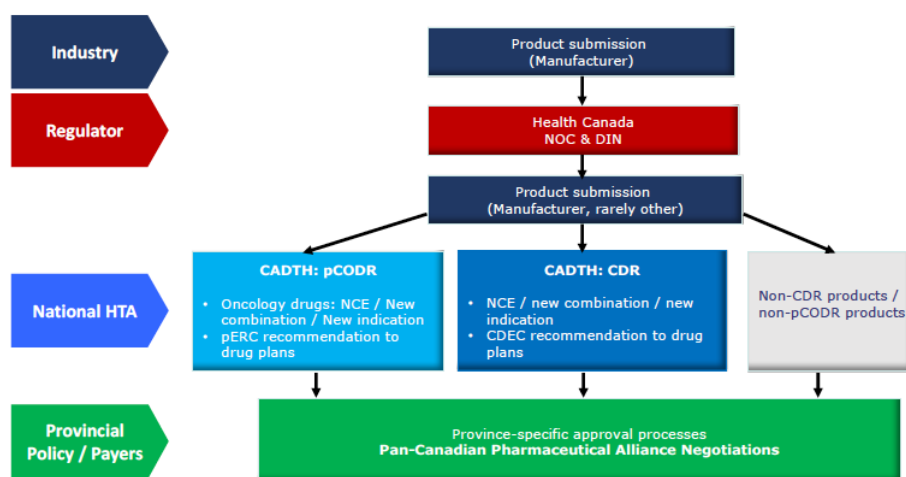 Industry
Product submission
(Manufacturer)
Regulator
Health Canada
NOC & DIN
Product submission
(Manufacturer, rarely other)
National HTA
CADTH: pCODR
• Oncology drugs: NCE / New
combination / New indication
• pERC recommendation to
drug plans
CADTH: CDR
• NCE / new combination / new
indication
• CDEC recommendation to drug
plans
Non-CDR products /
non-pCODR products
Provincial
Policy / Payers
Province-specific approval processes
Pan-Canadian Pharmaceutical Alliance Negotiations